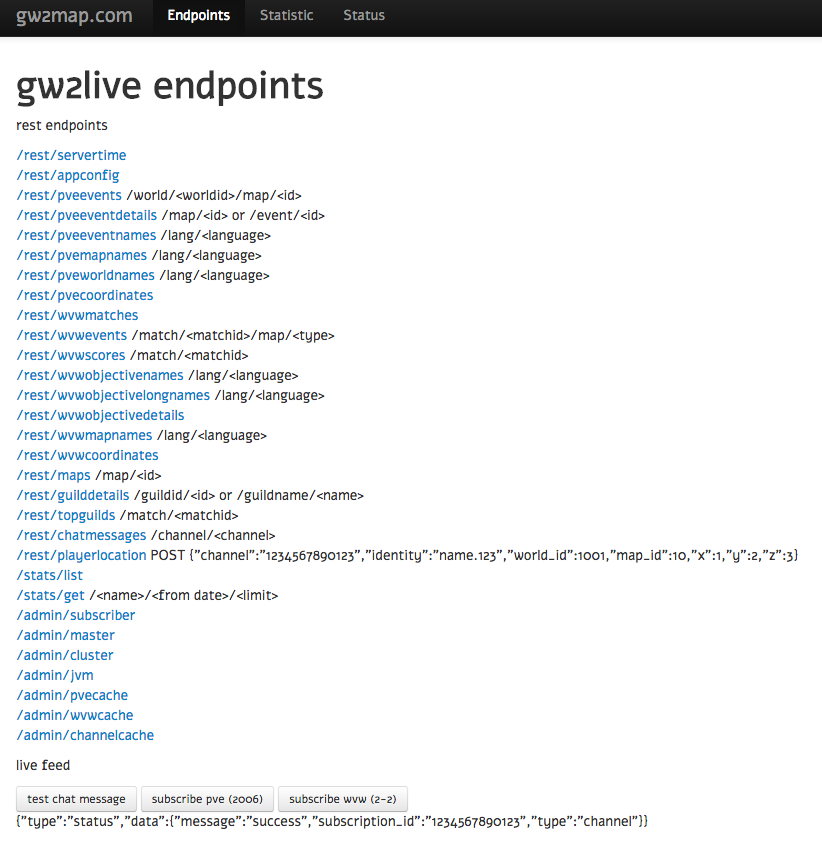 gw2map.com Endpoints Statistic Status
gw2live endpoints
rest endpoints
/rest/servertime
/rest/appconfig
/rest/pveevents /world/<worldid>/map/<id>
/rest/pveeventdetails /map/<id> or /event/<id>
/rest/pveeventnames /lang/<language>
/rest/pvemapnames /lang/<language>
/rest/pveworldnames /lang/<language>
/rest/pvecoordinates
/rest/wvwmatches
/rest/wvwevents /match/<matchid>/map/<type>
/rest/wvwscores /match/<matchid>
/rest/wvwobjectivenames /lang/<language>
/rest/wvwobjectivelongnames /lang/<language>
/rest/wvwobjectivedetails
/rest/wvwmapnames /lang/<language>
/rest/wvwcoordinates
/rest/maps /map/<id>
/rest/guilddetails /guildid/<id> or /guildname/<name>
/rest/topguilds /match/<matchid>
/rest/chatmessages /channel/<channel>
/rest/playerlocation POST {"channel":"1234567890123","identity":"name.123","world_id":1001,"map_id":10,"x":1,"y":2,"z":3}
/stats/list
/stats/get /<name>/<from date>/<limit>
/admin/subscriber
/admin/master
/admin/cluster
/admin/jvm
/admin/pvecache
/admin/wvwcache
/admin/channelcache
live feed
test chat message subscribe pve (2006) subscribe wvw (2-2)
{"type":"status","data":{"message":"success","subscription_id":"1234567890123","type":"channel"}}